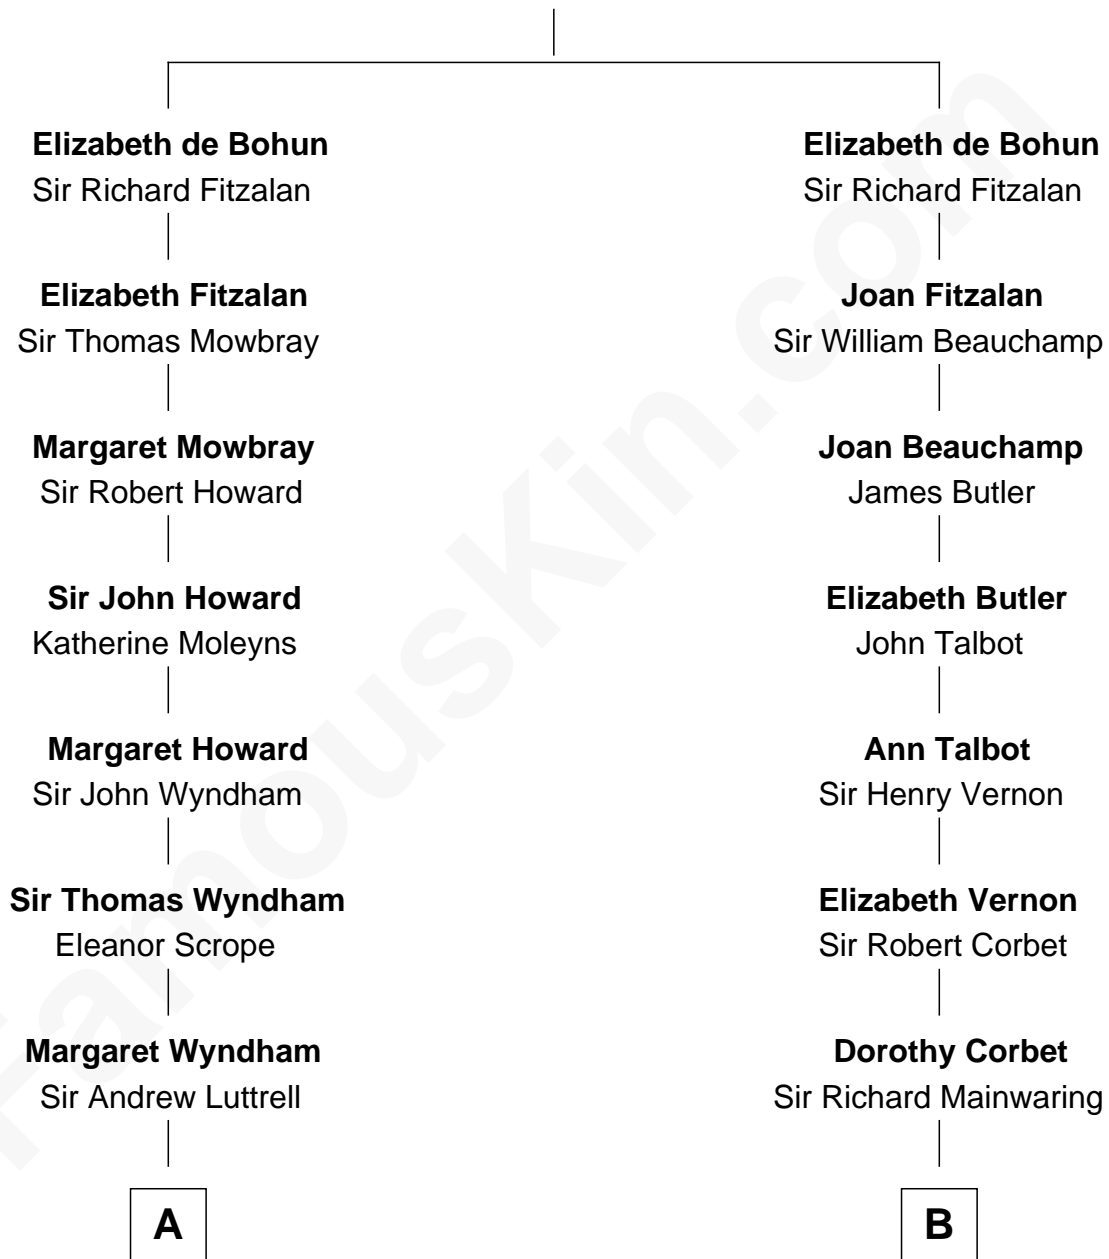 Elizabeth de Bohun
Sir Richard Fitzalan
Elizabeth Fitzalan
Sir Thomas Mowbray
Margaret Mowbray
Sir Robert Howard
Sir John Howard
Katherine Moleyns
Margaret Howard
Sir John Wyndham
Sir Thomas Wyndham
Eleanor Scrope
Margaret Wyndham
Sir Andrew Luttrell
A
Elizabeth de Bohun
Sir Richard Fitzalan
Joan Fitzalan
Sir William Beauchamp
Joan Beauchamp
James Butler
Elizabeth Butler
John Talbot
Ann Talbot
Sir Henry Vernon
Elizabeth Vernon
Sir Robert Corbet
Dorothy Corbet
Sir Richard Mainwaring
B
FamousKin.com